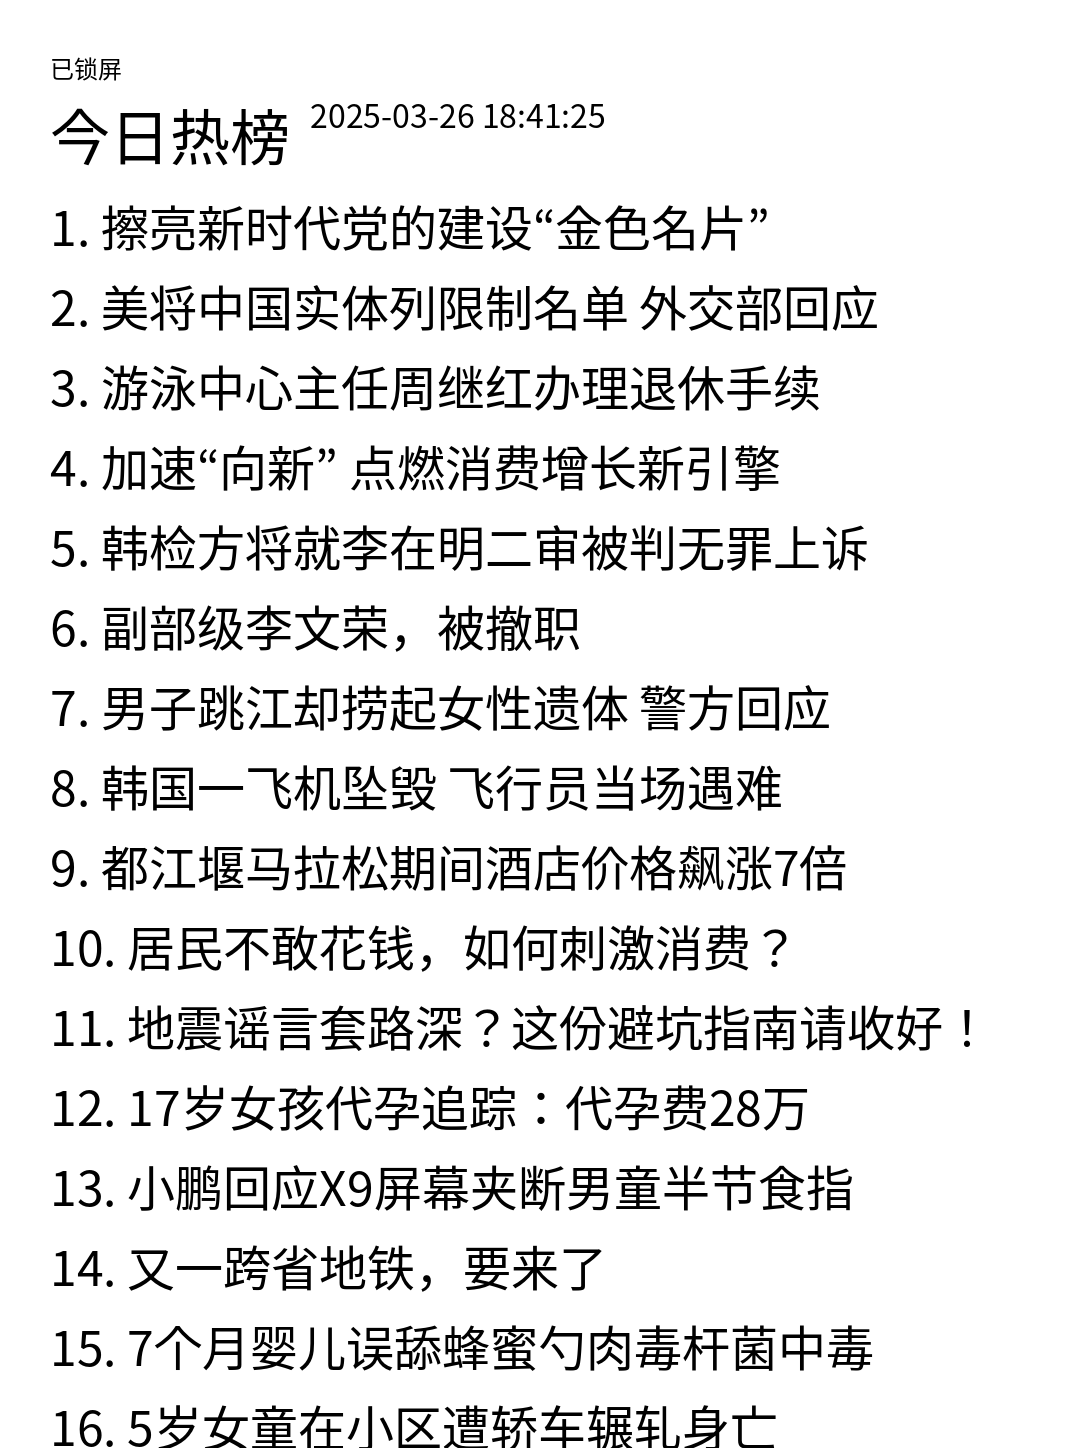 已锁屏
今日热榜 2025-03-26 18:41:25
1. 擦亮新时代党的建设“金色名片”
2. 美将中国实体列限制名单 外交部回应
3. 游泳中心主任周继红办理退休手续
4. 加速“向新” 点燃消费增长新引擎
5. 韩检方将就李在明二审被判无罪上诉
6. 副部级李文荣，被撤职
7. 男子跳江却捞起女性遗体 警方回应
8. 韩国一飞机坠毁 飞行员当场遇难
9. 都江堰马拉松期间酒店价格飙涨7倍
10. 居民不敢花钱，如何刺激消费？
11. 地震谣言套路深？这份避坑指南请收好！
12. 17岁女孩代孕追踪：代孕费28万
13. 小鹏回应X9屏幕夹断男童半节食指
14. 又一跨省地铁，要来了
15. 7个月婴儿误舔蜂蜜勺肉毒杆菌中毒
16. 5岁女童在小区遭轿车辗轧身亡